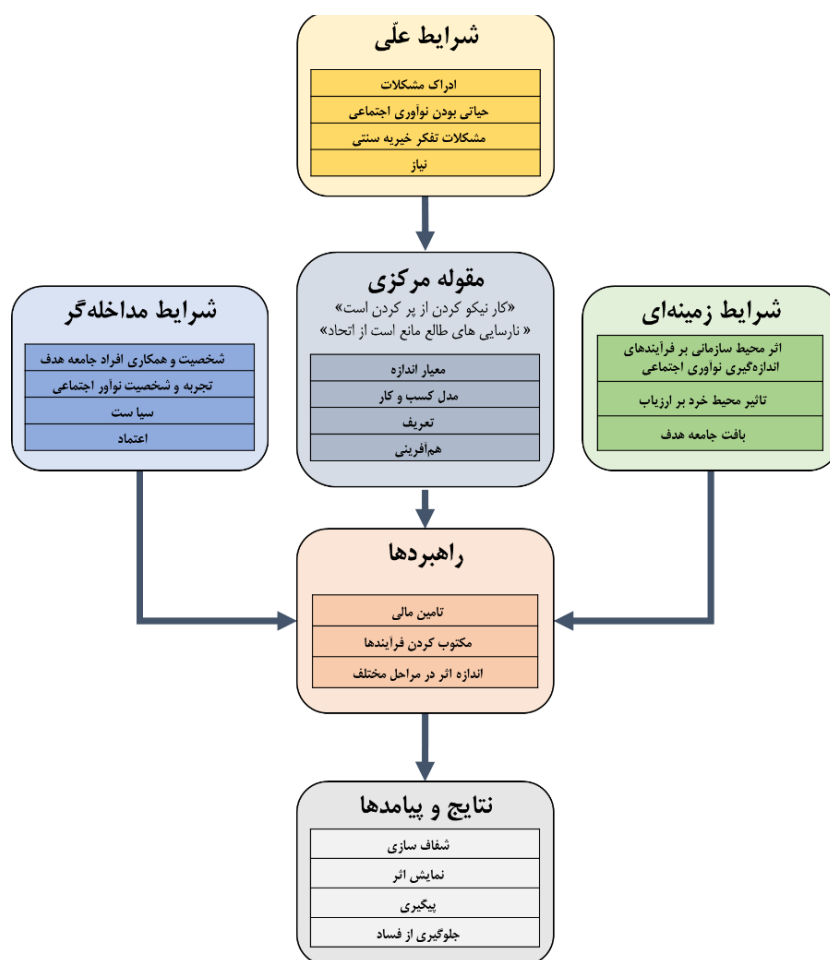 شرایط علّی
ادراک مشکلات
حیاتی بودن نوآوری اجتماعی
مشکلات تفکر خیریه سنتی
نیاز
مقوله مرکزی
«کار نیکو کردن از پر کردن است»
«نارسایی های طالع مانع است از اتحاد»
معیار اندازه
مدل کسب و کار
تعریف
هم‌آفرینی
شرایط زمینه‌ای
اثر محیط سازمانی بر فرآیندهای
اندازه‌گیری نوآوری اجتماعی
تاثیر محیط خرد بر ارزیاب
بافت جامعه هدف
شرایط مداخله‌گر
شخصیت و همکاری افراد جامعه هدف
تجربه و شخصیت نوآور اجتماعی
سیا ست
اعتماد
راهبردها
تامین مالی
مکتوب کردن فرآیندها
اندازه اثر در مراحل مختلف
نتایج و پیامدها
شفاف سازی
نمایش اثر
پیگیری
جلوگیری از فساد